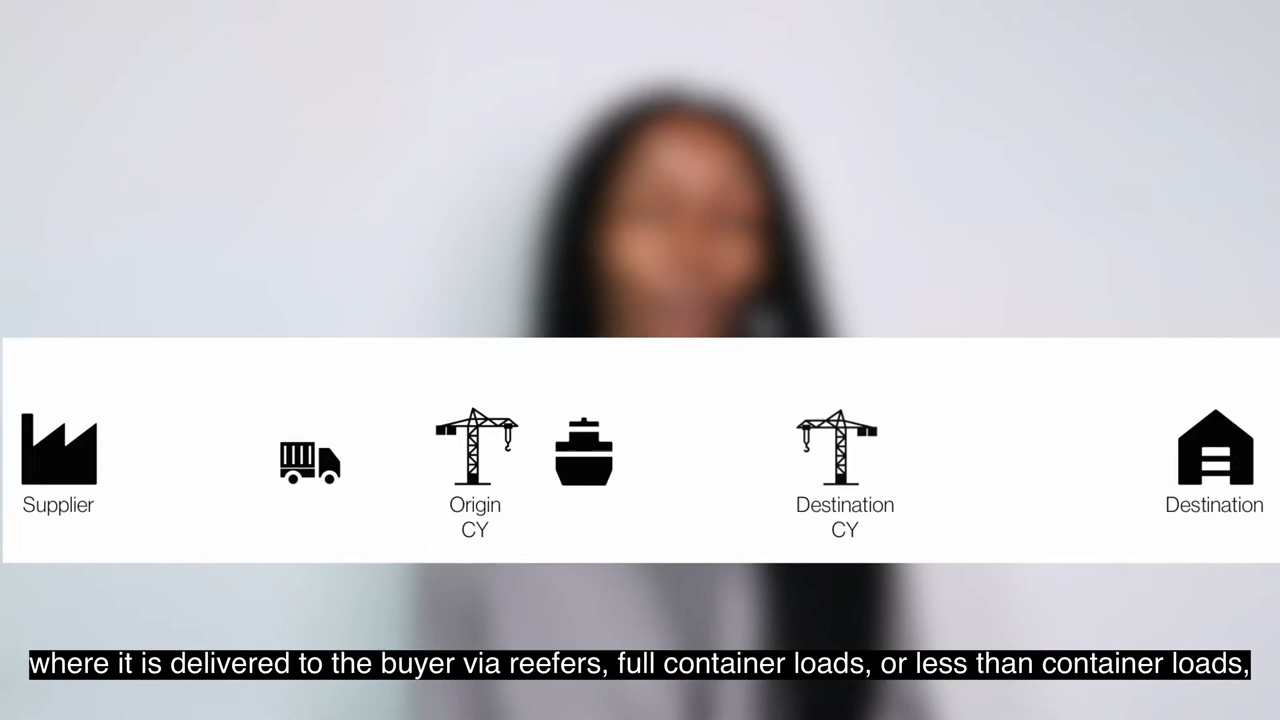 Supplier
Origin
CY
Destination
CY
Destination
where it is delivered to the buyer via reefers, full container loads, or less than container loads,